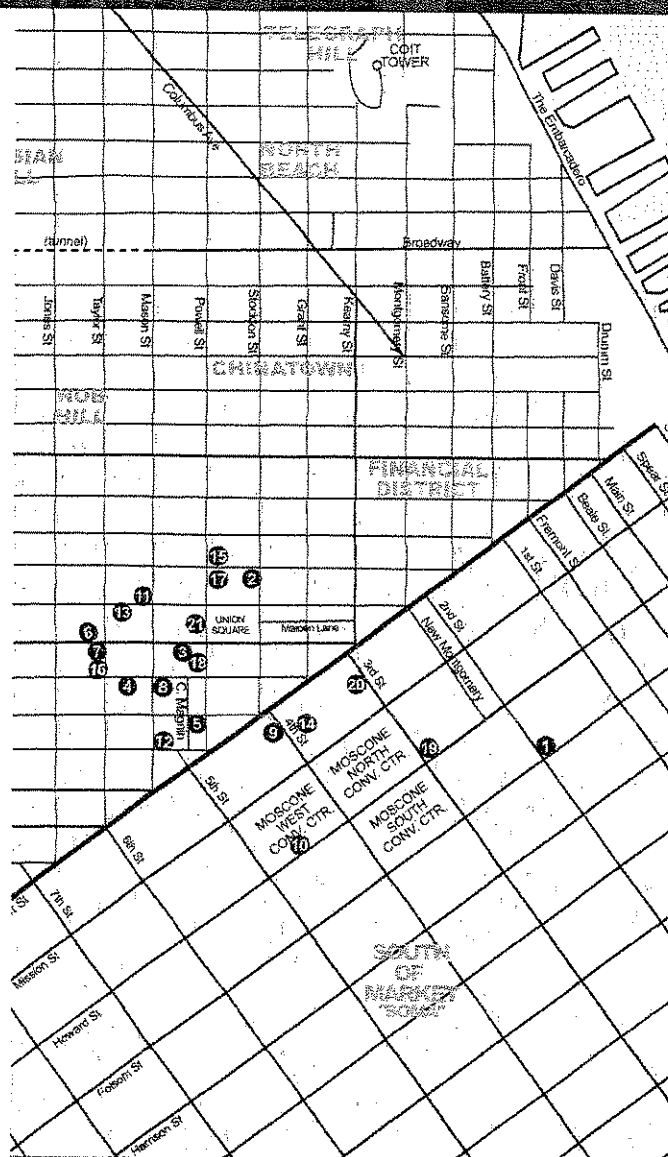 TELEGRAPH
HILL
COIT
TOWER
Columbus Ave
The Embarcadero
SIAN
LL
NORTH
BEACH
(tunnel)
Broadway
Jones St
Taylor St
Mason St
Powell St
Stockton St
Grant St
Kearny St
Montgomery St
Sansome St
Battery St
Front St
Davis St
Drumm St
CHINATOWN
NOB
HILL
FINANCIAL
DISTRICT
Spear St
Main St
Beale St
Fremont St
1st St
2nd St
New Montgomery
3rd St
15
17
2
11
13
6
21
UNION
SQUARE
Maiden Lane
7
3
18
16
4
8
20
C. Magnin
5
9
4th St
14
12
19
1
MOSCONE
NORTH
CONV. CTR.
MOSCONE
WEST
CONV. CTR.
10
MOSCONE
SOUTH
CONV. CTR.
5th St
6th St
7th St
St
Mission St
Howard St
Folsom St
Harrison St
SOUTH
OF
MARKET
"SOMA"